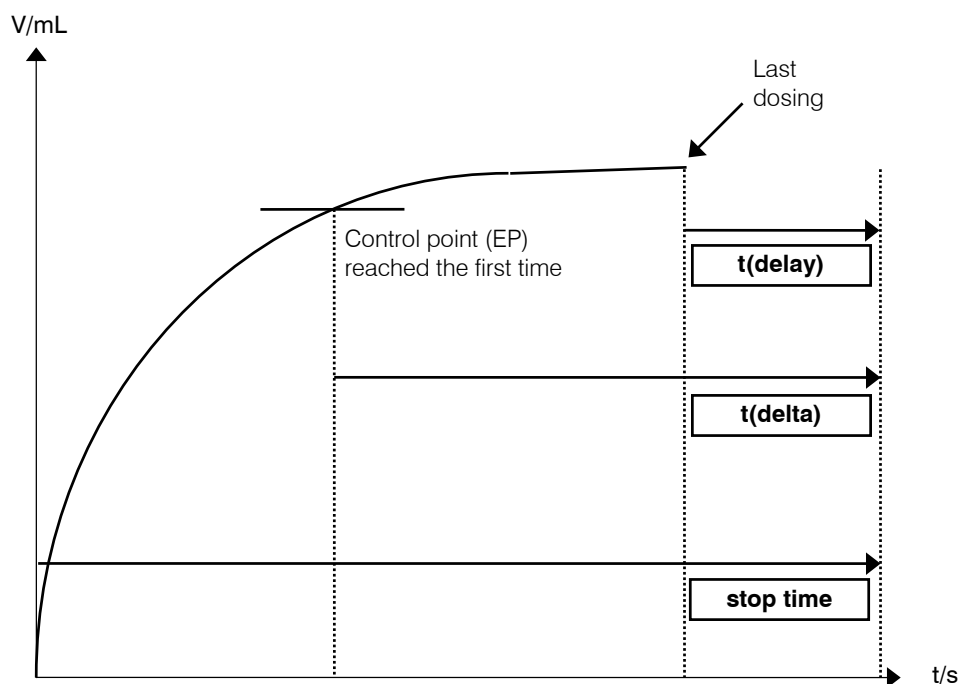 V/mL
Last
dosing
Control point (EP)
reached the first time
t(delay)
t(delta)
stop time
t/s